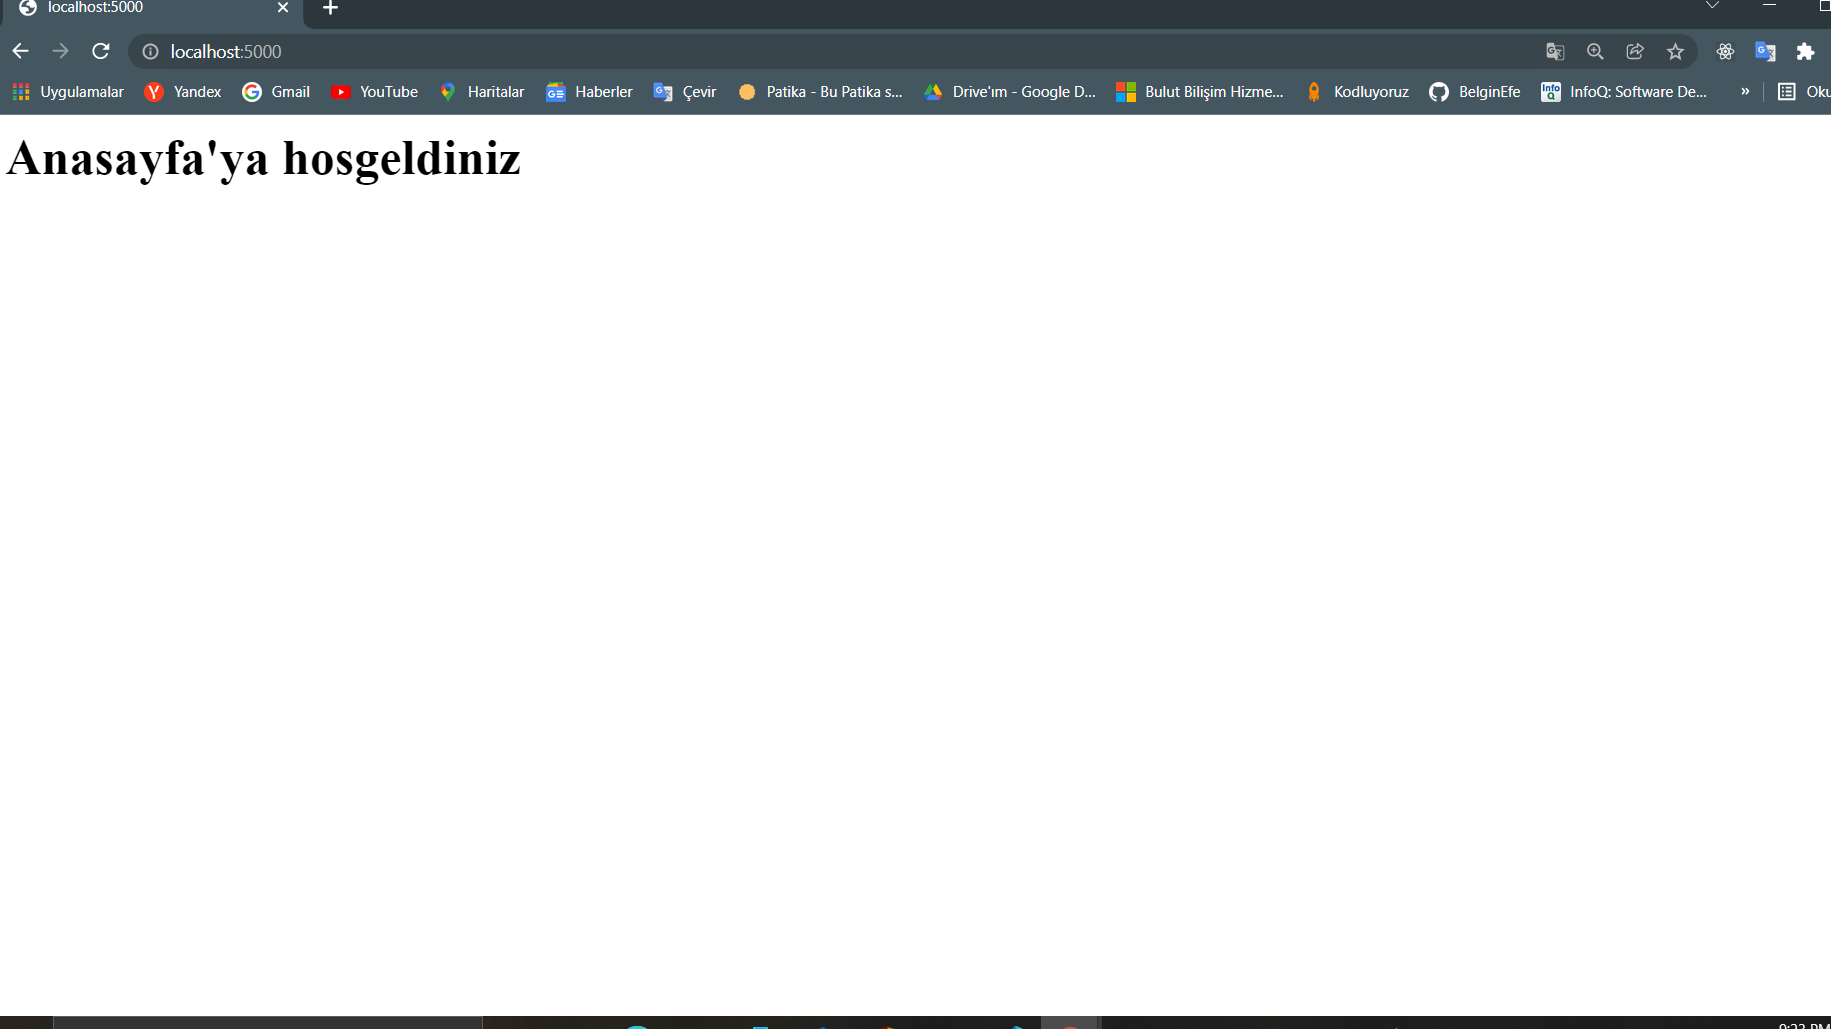 localhost:5000
localhost:5000
Uygulamalar Yandex Gmail YouTube Haritalar Haberler Çevir Patika - Bu Patika s... Drive'ım - Google D... Bulut Bilişim Hizme... Kodluyoruz BelginEfe InfoQ: Software De... » Oku
Anasayfa'ya hosgeldiniz